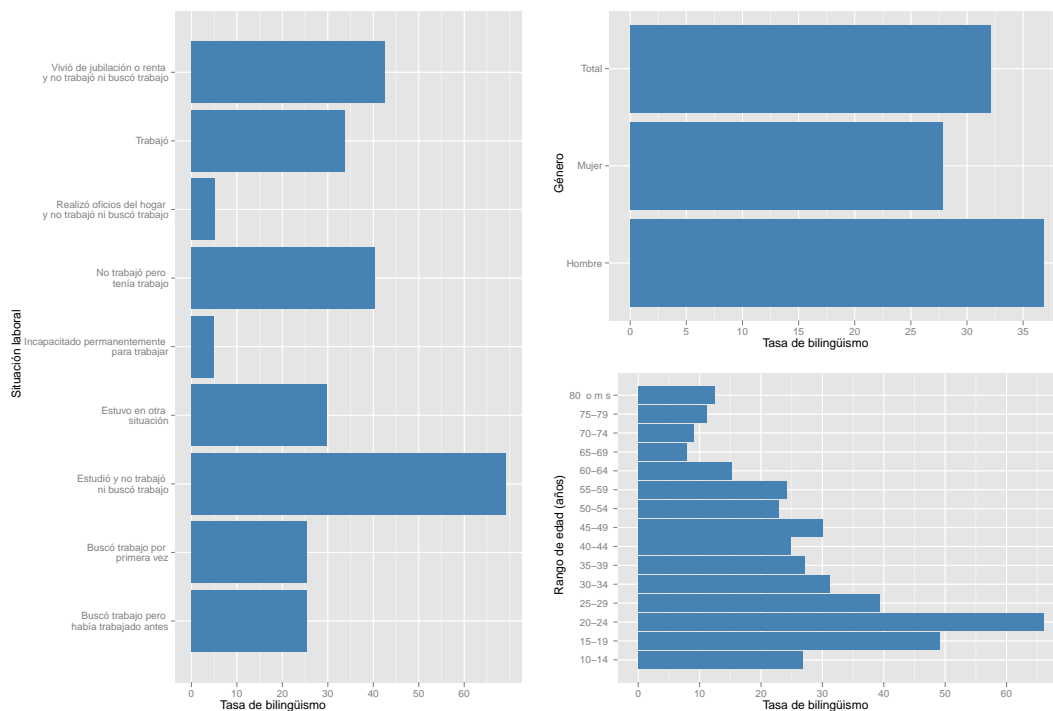 Situación laboral
Vivió de jubilación o renta
y no trabajó ni buscó trabajo
Trabajó
Realizó oficios del hogar
y no trabajó ni buscó trabajo
No trabajó pero
tenía trabajo
Incapacitado permanentemente
para trabajar
Estuvo en otra
situación
Estudió y no trabajó
ni buscó trabajo
Buscó trabajo por
primera vez
Buscó trabajo pero
había trabajado antes
0 10 20 30 40 50 60
Tasa de bilingüismo
Género
Total
Mujer
Hombre
0 5 10 15 20 25 30 35
Tasa de bilingüismo
Rango de edad (años)
80 o m s
75–79
70–74
65–69
60–64
55–59
50–54
45–49
40–44
35–39
30–34
25–29
20–24
15–19
10–14
0 10 20 30 40 50 60
Tasa de bilingüismo